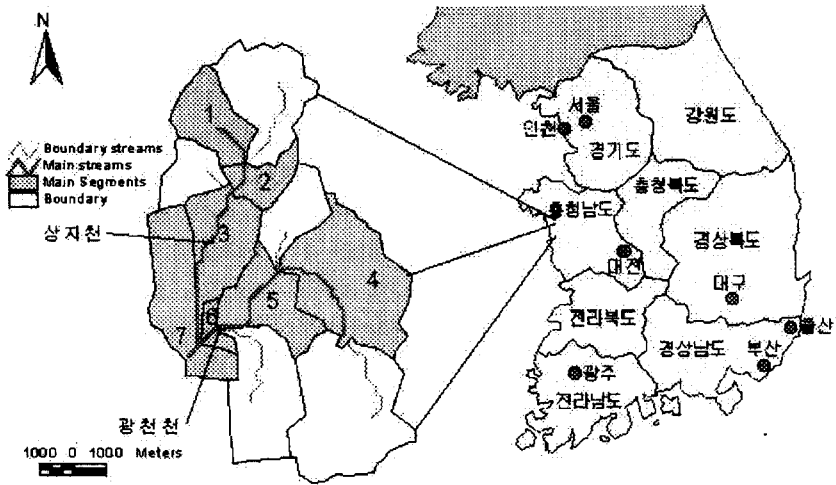 N
Boundary streams
Main streams
Main Segments
Boundary
상지천
광천천
1000 0 1000 Meters
1
2
3
4
5
6
7
서울
인천
경기도
강원도
충청북도
충청남도
대전
경상북도
대구
전라북도
울산
경상남도
부산
광주
전라남도